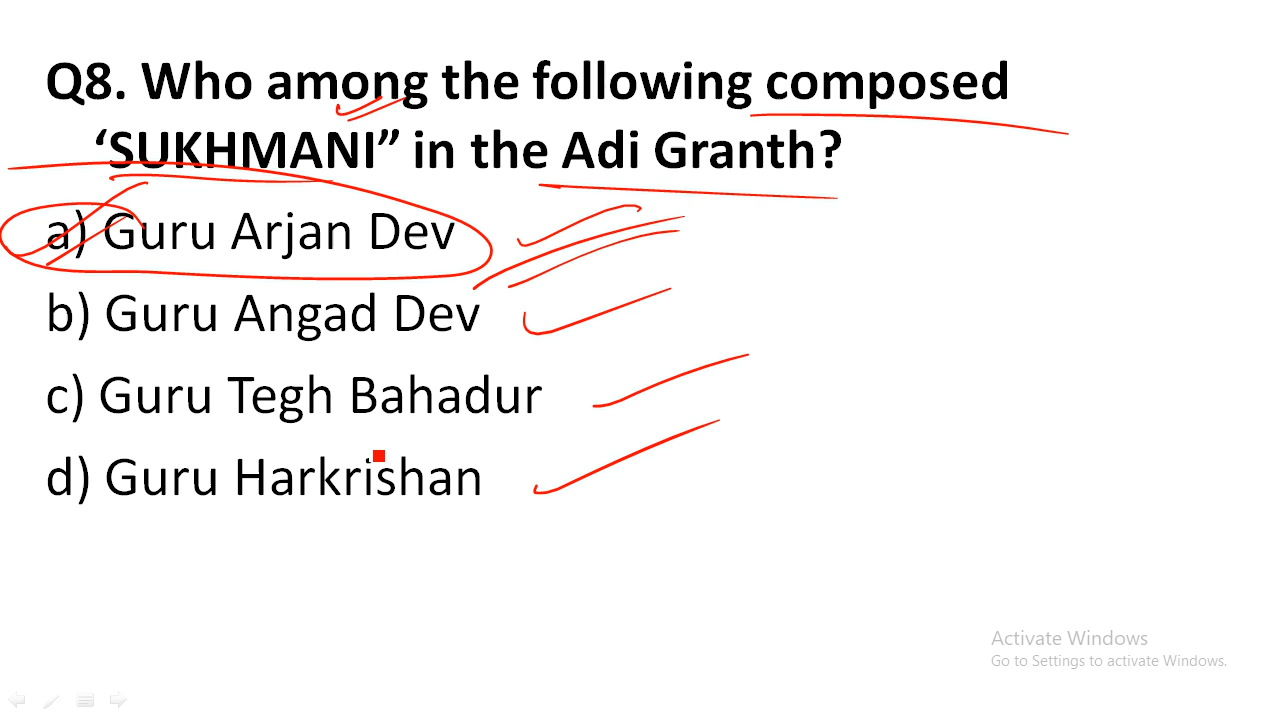 Q8. Who among the following composed
‘SUKHMANI” in the Adi Granth?
a) Guru Arjan Dev
b) Guru Angad Dev
c) Guru Tegh Bahadur
d) Guru Harkrishan
Activate Windows
Go to Settings to activate Windows.